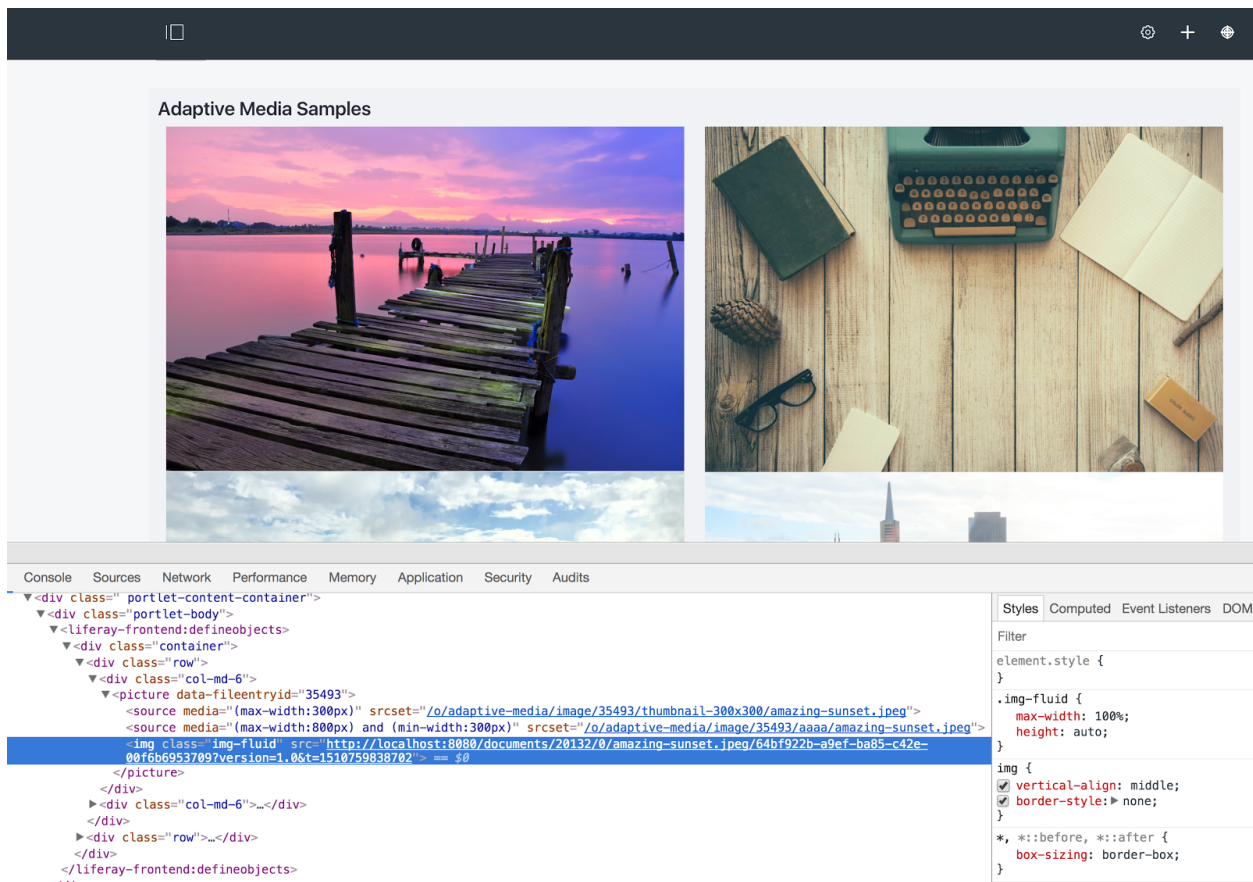 Adaptive Media Samples
Console Sources Network Performance Memory Application Security Audits
▼<div class=" portlet-content-container">
▼<div class="portlet-body">
▼<liferay-frontend:defineobjects>
▼<div class="container">
▼<div class="row">
▼<div class="col-md-6">
▼<picture data-fileentryid="35493">
<source media="(max-width:300px)" srcset="/o/adaptive-media/image/35493/thumbnail-300x300/amazing-sunset.jpeg">
<source media="(max-width:800px) and (min-width:300px)" srcset="/o/adaptive-media/image/35493/aaaa/amazing-sunset.jpeg">
<img class="img-fluid" src="http://localhost:8080/documents/20132/0/amazing-sunset.jpeg/64bf922b-a9ef-ba85-c42e-
00f6b6953709?version=1.0&t=1510759838702"> == $0
</picture>
</div>
▶<div class="col-md-6">…</div>
</div>
▶<div class="row">…</div>
</div>
</liferay-frontend:defineobjects>
Styles Computed Event Listeners DOM
Filter
element.style {
}
.img-fluid {
max-width: 100%;
height: auto;
}
img {
vertical-align: middle;
border-style:▶ none;
}
*, *::before, *::after {
box-sizing: border-box;
}